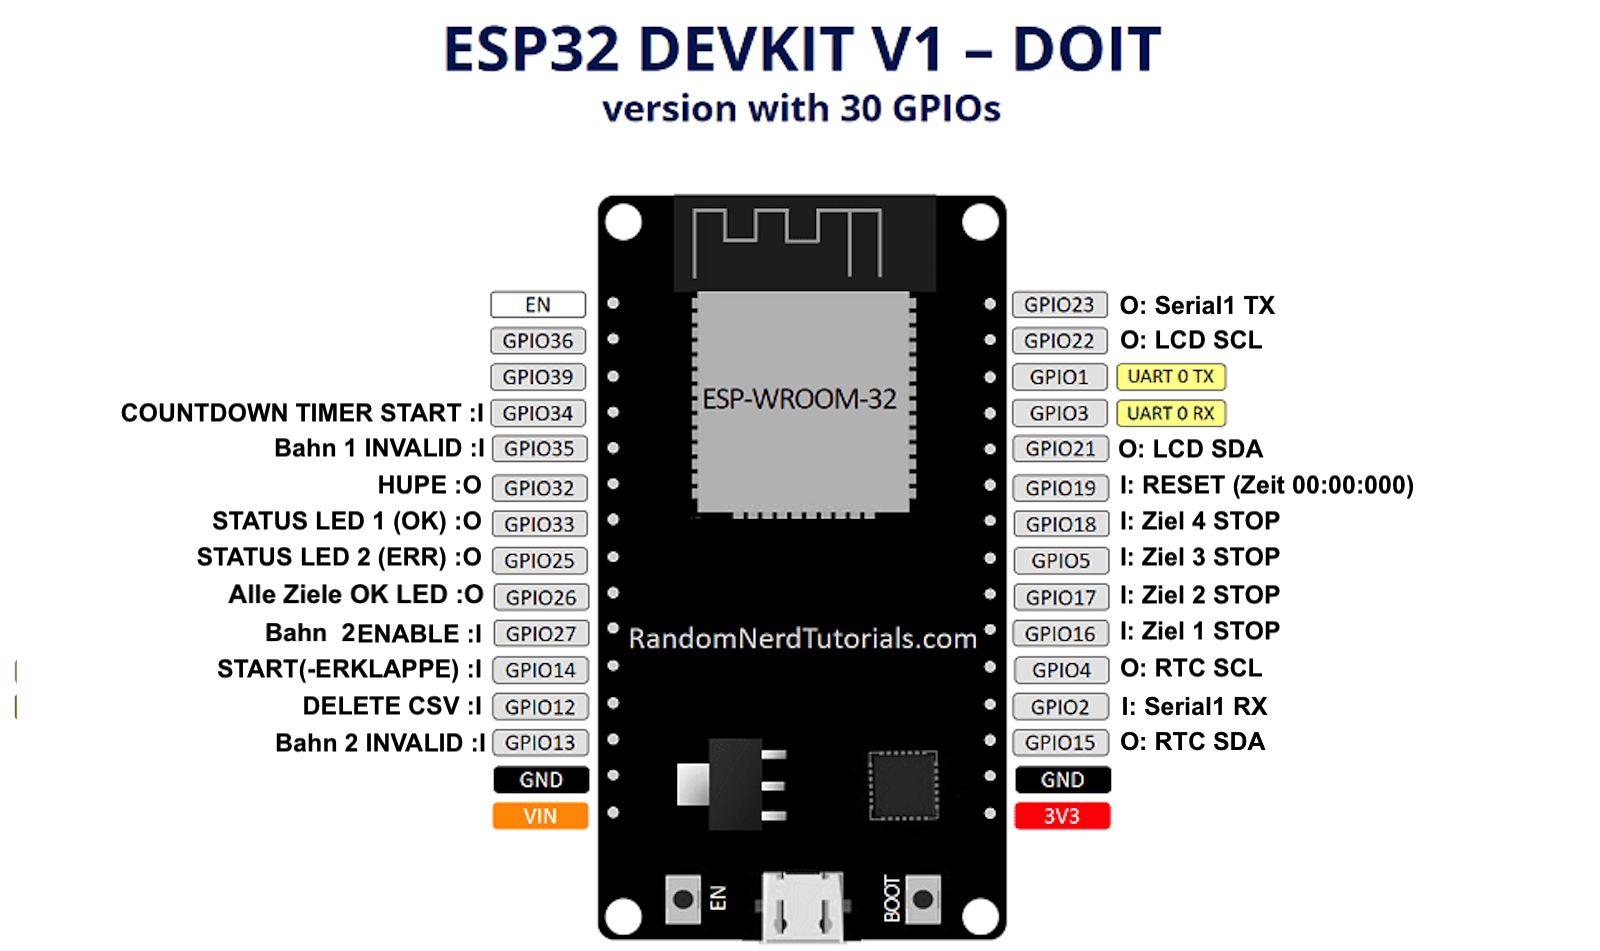 ESP32 DEVKIT V1 – DOIT
version with 30 GPIOs
EN
GPIO36
GPIO39
COUNTDOWN TIMER START :I GPIO34
Bahn 1 INVALID :I GPIO35
HUPE :O GPIO32
STATUS LED 1 (OK) :O GPIO33
STATUS LED 2 (ERR) :O GPIO25
Alle Ziele OK LED :O GPIO26
Bahn 2ENABLE :I GPIO27
START(-ERKLAPPE) :I GPIO14
DELETE CSV :I GPIO12
Bahn 2 INVALID :I GPIO13
GND
VIN
ESP-WROOM-32
RandomNerdTutorials.com
EN
BOOT
GPIO23 O: Serial1 TX
GPIO22 O: LCD SCL
GPIO1 UART 0 TX
GPIO3 UART 0 RX
GPIO21 O: LCD SDA
GPIO19 I: RESET (Zeit 00:00:000)
GPIO18 I: Ziel 4 STOP
GPIO5 I: Ziel 3 STOP
GPIO17 I: Ziel 2 STOP
GPIO16 I: Ziel 1 STOP
GPIO4 O: RTC SCL
GPIO2 I: Serial1 RX
GPIO15 O: RTC SDA
GND
3V3